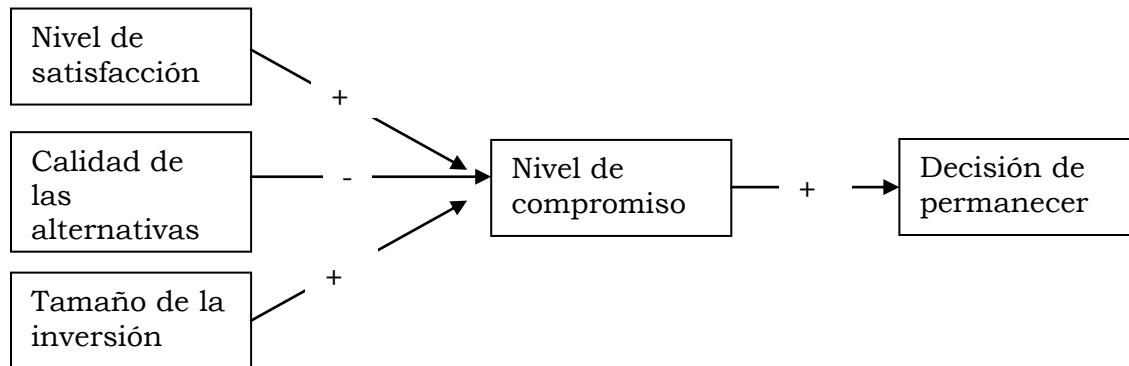 Nivel de
satisfacción
+
Calidad de
las
alternativas
-
Tamaño de la
inversión
+
Nivel de
compromiso
+
Decisión de
permanecer